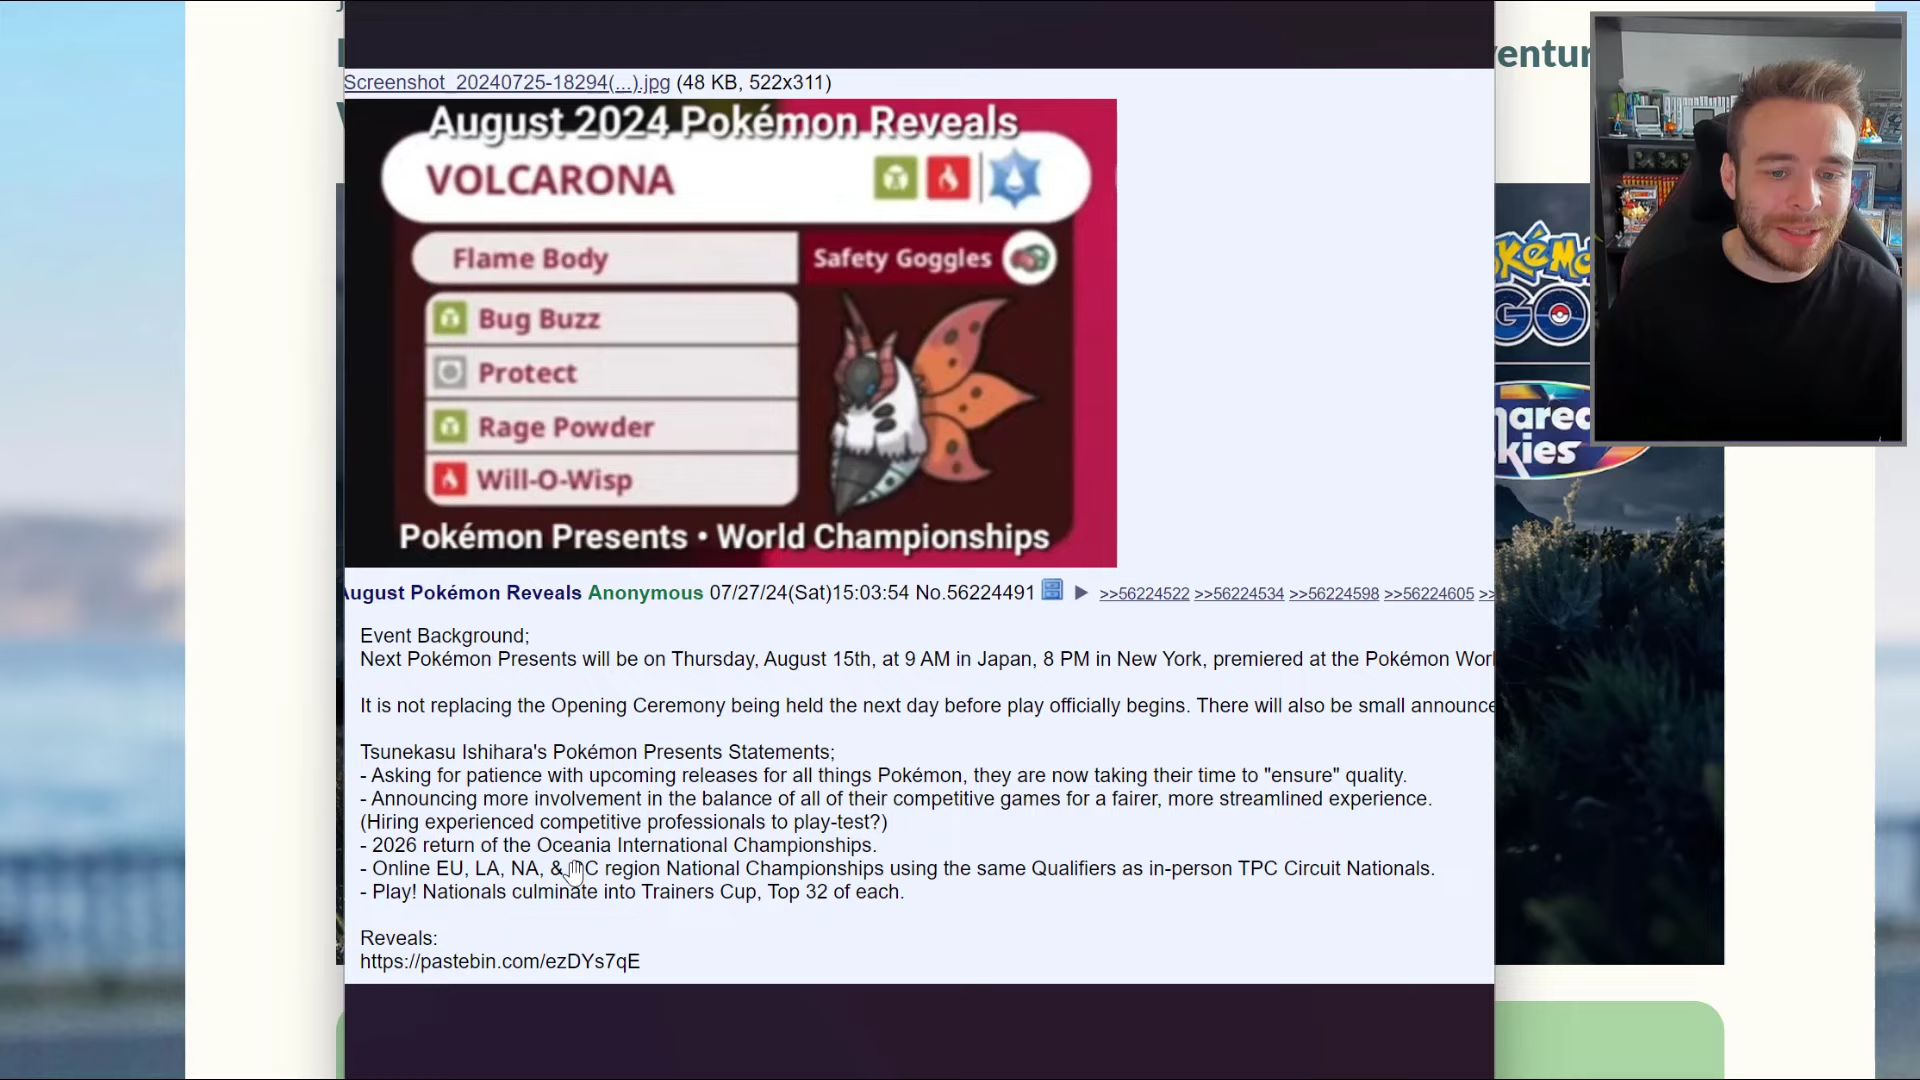 Screenshot_20240725-18294(...).jpg (48 KB, 522x311)
August 2024 Pokémon Reveals
VOLCARONA
Flame Body
Safety Goggles
Bug Buzz
Protect
Rage Powder
Will-O-Wisp
Pokémon Presents • World Championships
August Pokémon Reveals Anonymous 07/27/24(Sat)15:03:54 No.56224491 ▶ >>56224522 >>56224534 >>56224598 >>56224605 >>
Event Background;
Next Pokémon Presents will be on Thursday, August 15th, at 9 AM in Japan, 8 PM in New York, premiered at the Pokémon Worl
It is not replacing the Opening Ceremony being held the next day before play officially begins. There will also be small announce
Tsunekasu Ishihara's Pokémon Presents Statements;
- Asking for patience with upcoming releases for all things Pokémon, they are now taking their time to "ensure" quality.
- Announcing more involvement in the balance of all of their competitive games for a fairer, more streamlined experience.
(Hiring experienced competitive professionals to play-test?)
- 2026 return of the Oceania International Championships.
- Online EU, LA, NA, & C region National Championships using the same Qualifiers as in-person TPC Circuit Nationals.
- Play! Nationals culminate into Trainers Cup, Top 32 of each.
Reveals:
https://pastebin.com/ezDYs7qE
ventur
kémo
GO
hared
kies